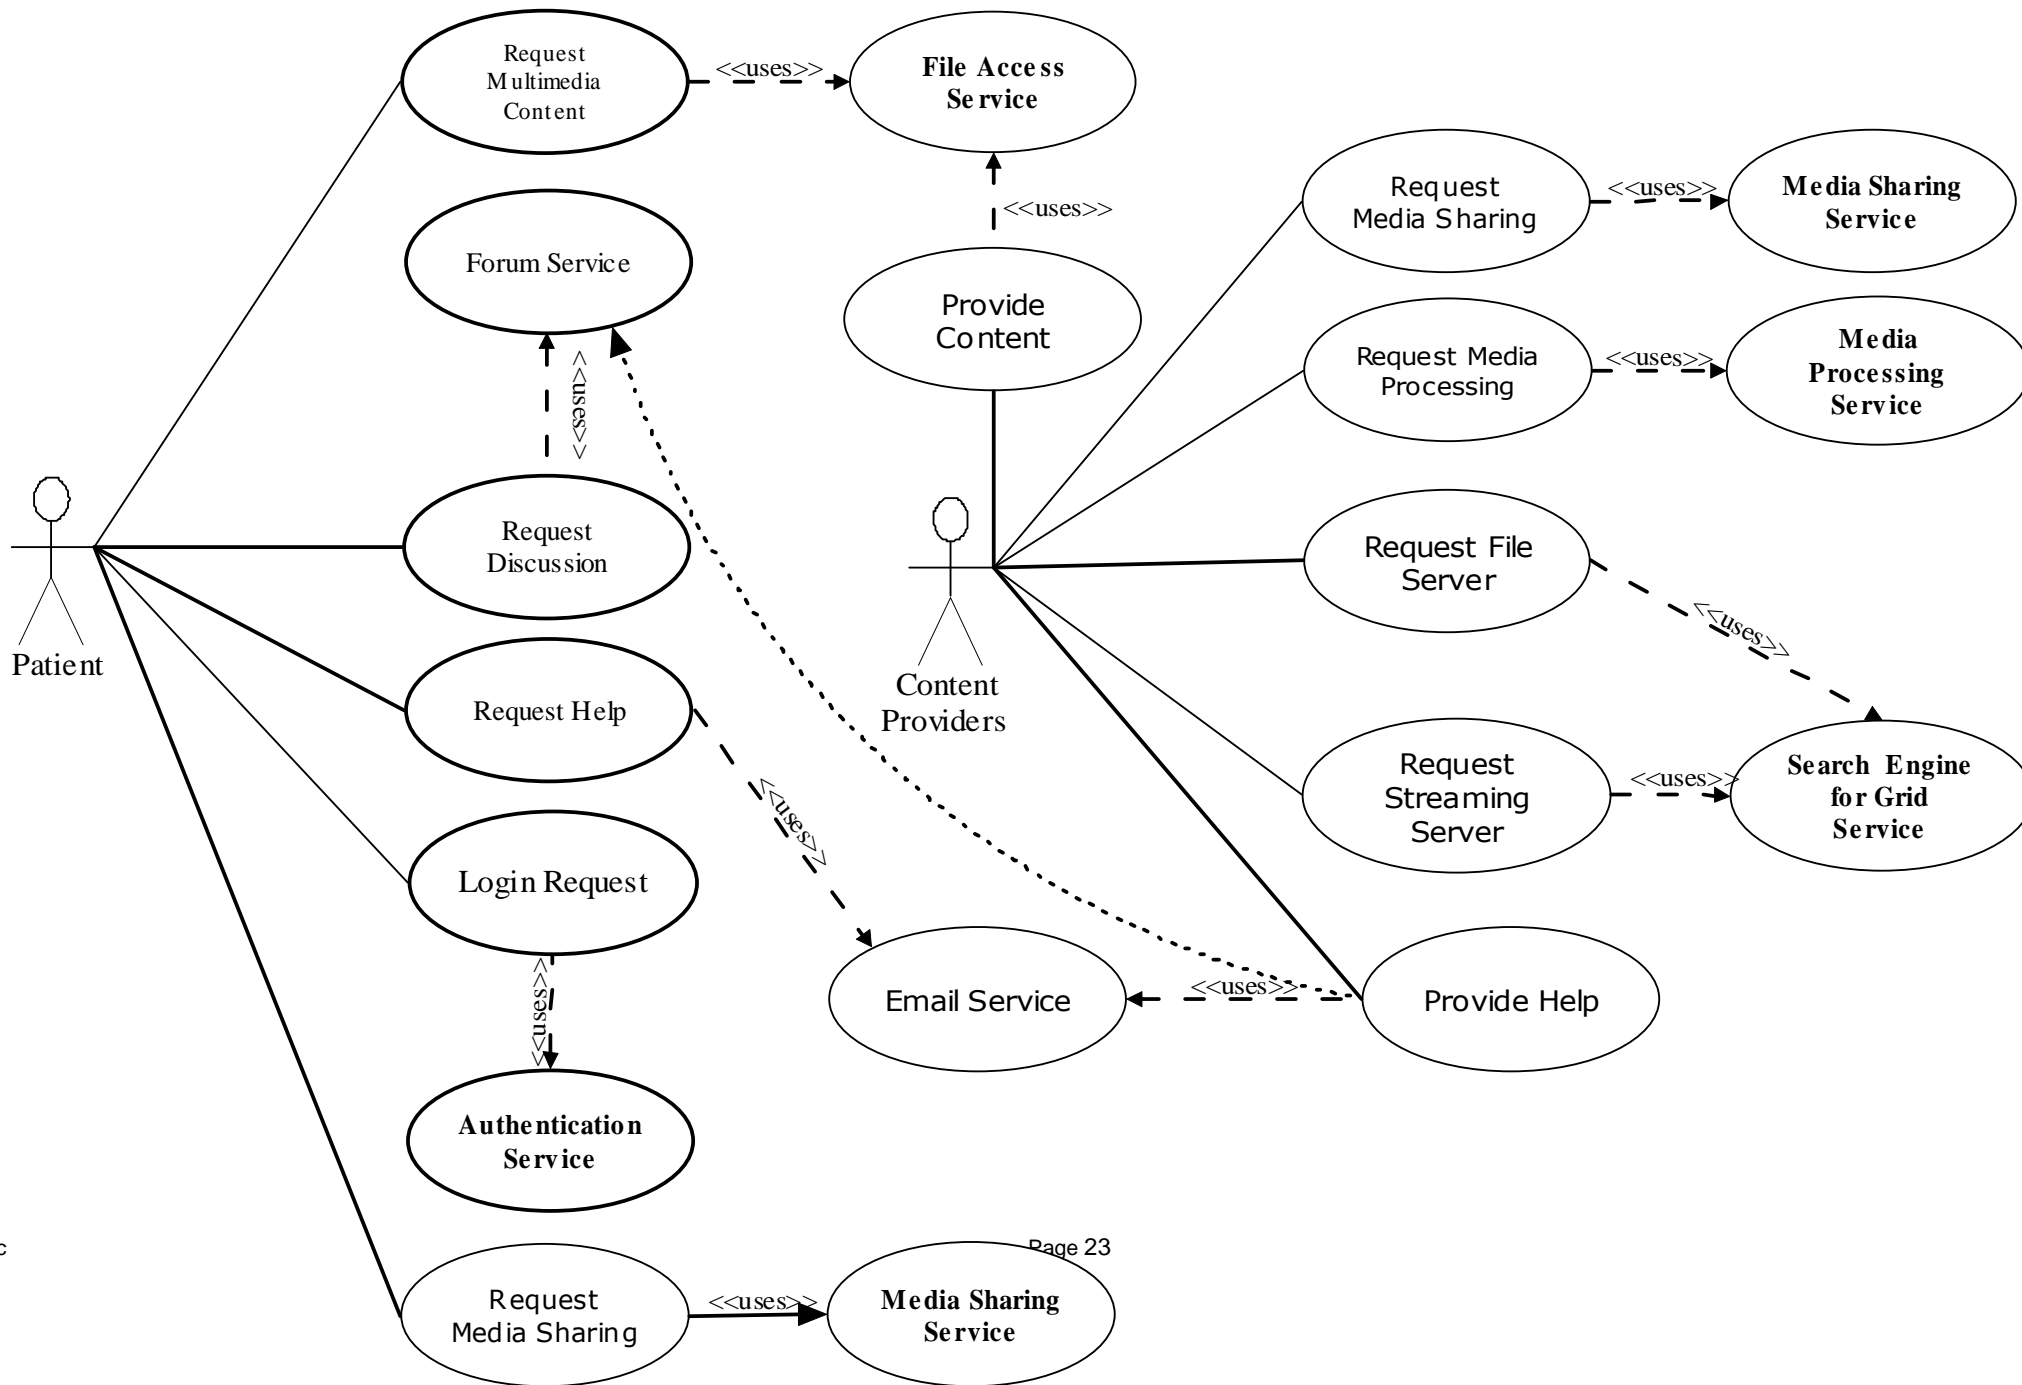 Request
Multimedia
Content
<<uses>>
File Access
Service
<<uses>>
Forum Service
<<uses>>
Provide
Content
Request
Media Sharing
<<uses>>
Media Sharing
Service
Request Media
Processing
<<uses>>
Media
Processing
Service
Patient
Request
Discussion
Request Help
<<uses>>
Login Request
<<uses>>
Authentication
Service
Content
Providers
Request File
Server
<<uses>>
Request
Streaming
Server
<<uses>>
Search Engine
for Grid
Service
Email Service
<<uses>>
Provide Help
c
Page 23
Request
Media Sharing
<<uses>>
Media Sharing
Service